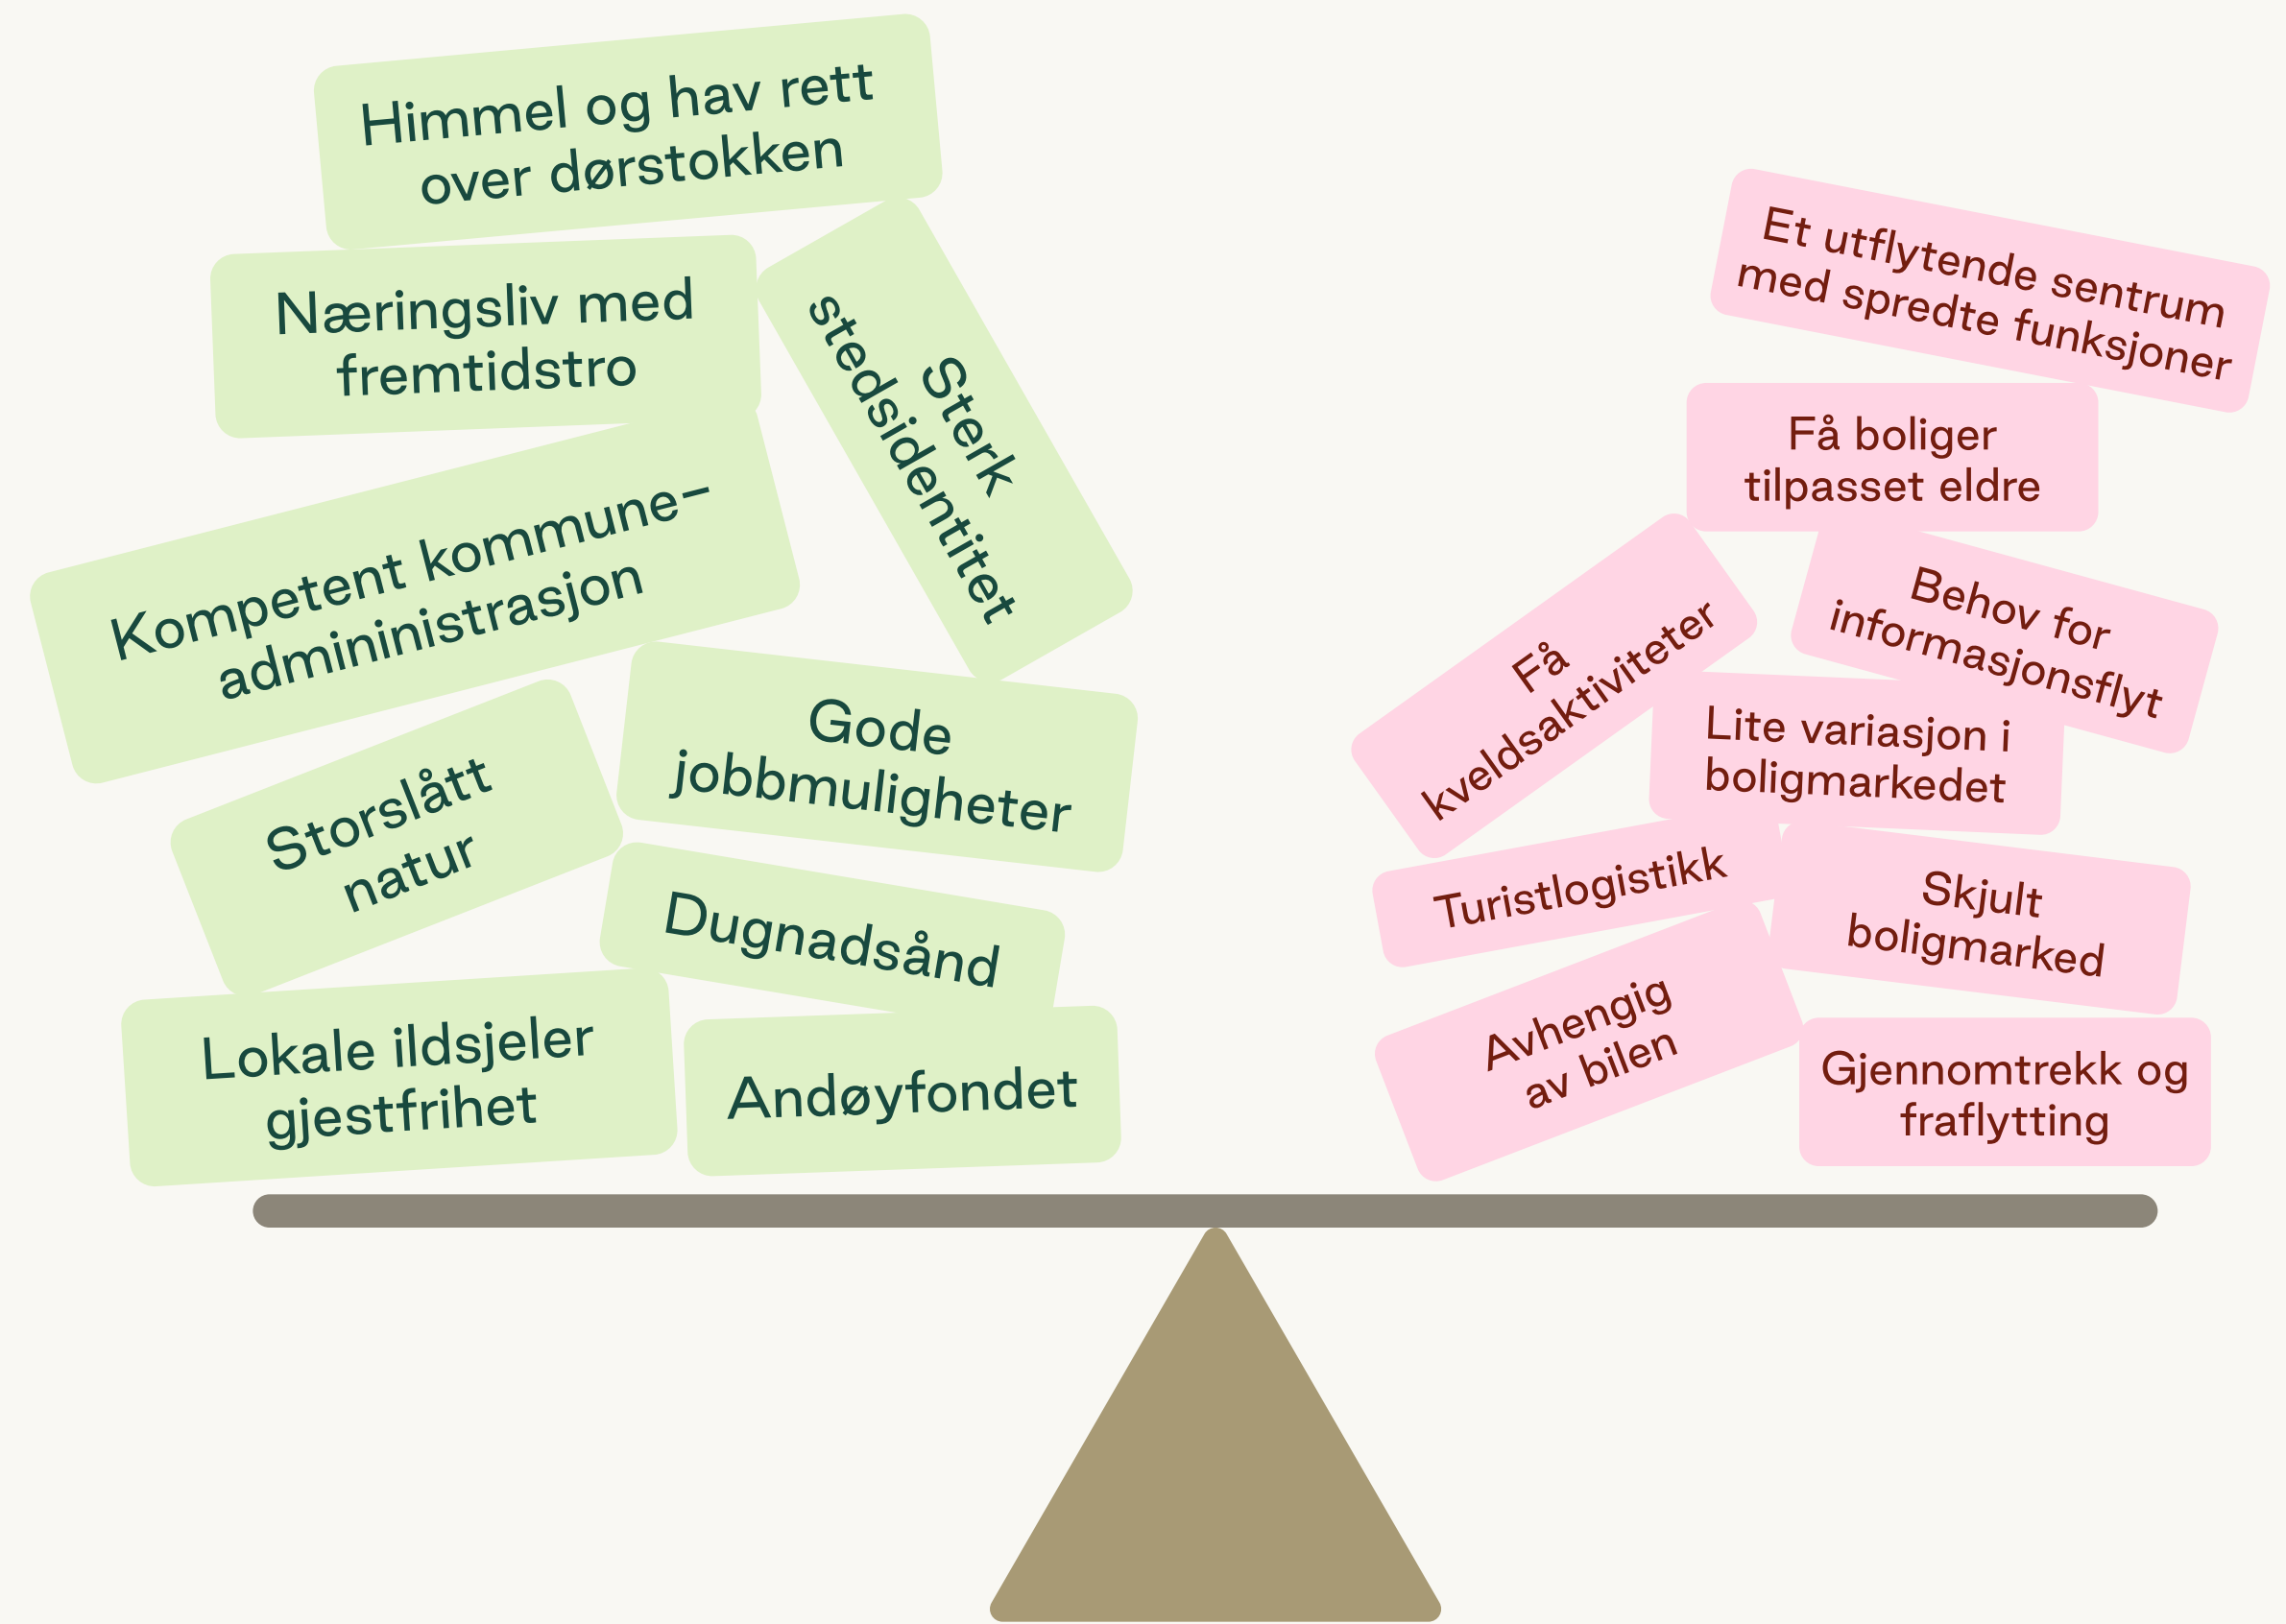 Himmel og hav rett
over dørstokken
Næringsliv med
fremtidstro
Sterk
stedsidentitet
Kompetent kommune–
admininistrasjon
Gode
jobbmuligheter
Storslått
natur
Dugnadsånd
Lokale ildsjeler
gjestfrihet
Andøyfondet
Et utflytende sentrum
med spredte funksjoner
Få boliger
tilpasset eldre
Få
kveldsaktiviteter
Behov for
informasjonsflyt
Lite variasjon i
boligmarkedet
Turistlogistikk
Skjult
boligmarked
Avhengig
av bilen
Gjennomtrekk og
fraflytting